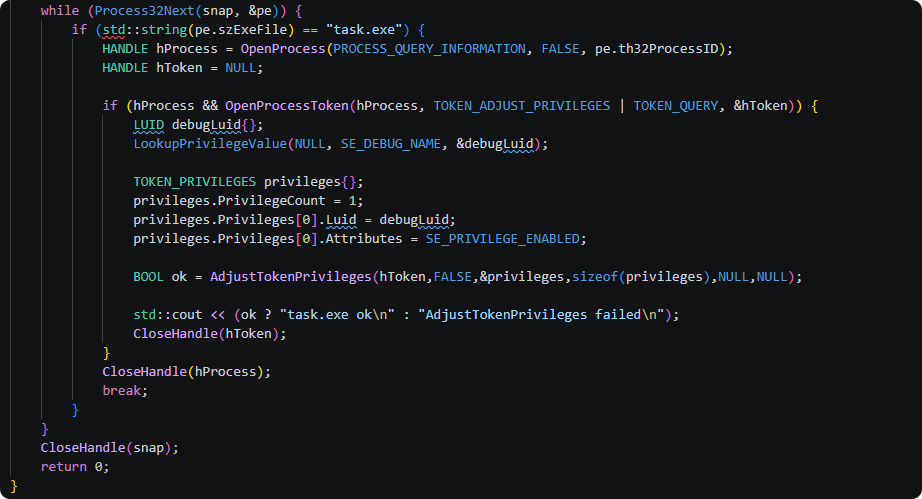 while (Process32Next(snap, &pe)) {
if (std::string(pe.szExeFile) == "task.exe") {
HANDLE hProcess = OpenProcess(PROCESS_QUERY_INFORMATION, FALSE, pe.th32ProcessID);
HANDLE hToken = NULL;
if (hProcess && OpenProcessToken(hProcess, TOKEN_ADJUST_PRIVILEGES | TOKEN_QUERY, &hToken)) {
LUID debugLuid{};
LookupPrivilegeValue(NULL, SE_DEBUG_NAME, &debugLuid);
TOKEN_PRIVILEGES privileges{};
privileges.PrivilegeCount = 1;
privileges.Privileges[0].Luid = debugLuid;
privileges.Privileges[0].Attributes = SE_PRIVILEGE_ENABLED;
BOOL ok = AdjustTokenPrivileges(hToken,FALSE,&privileges,sizeof(privileges),NULL,NULL);
std::cout << (ok ? "task.exe ok\n" : "AdjustTokenPrivileges failed\n");
CloseHandle(hToken);
}
CloseHandle(hProcess);
break;
}
}
CloseHandle(snap);
return 0;
}